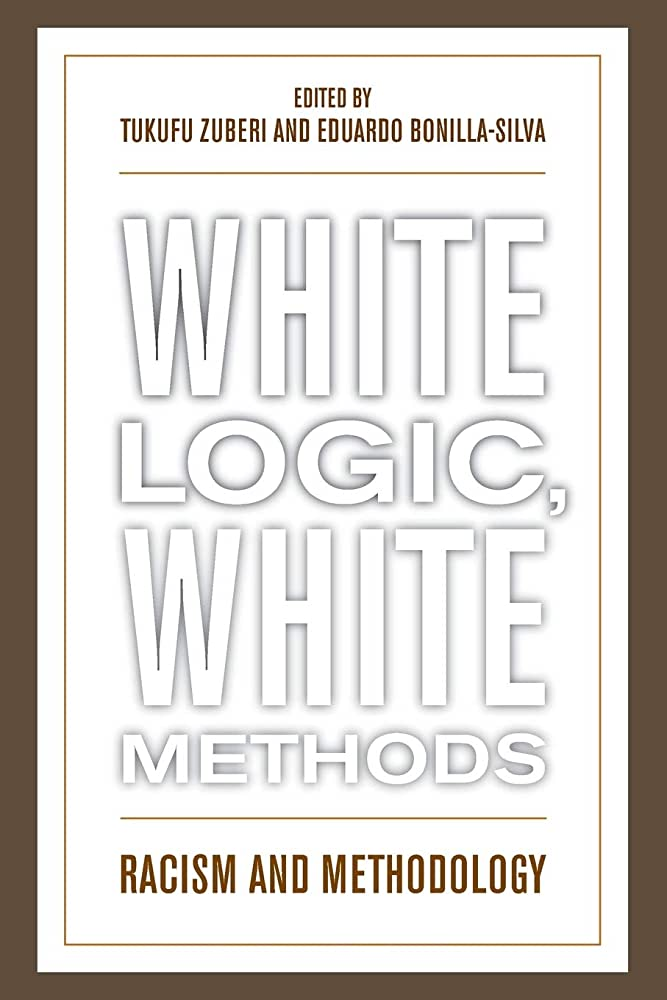 EDITED BY
TUKUFU ZUBERI AND EDUARDO BONILLA-SILVA
WHITE
LOGIC,
WHITE
METHODS
RACISM AND METHODOLOGY